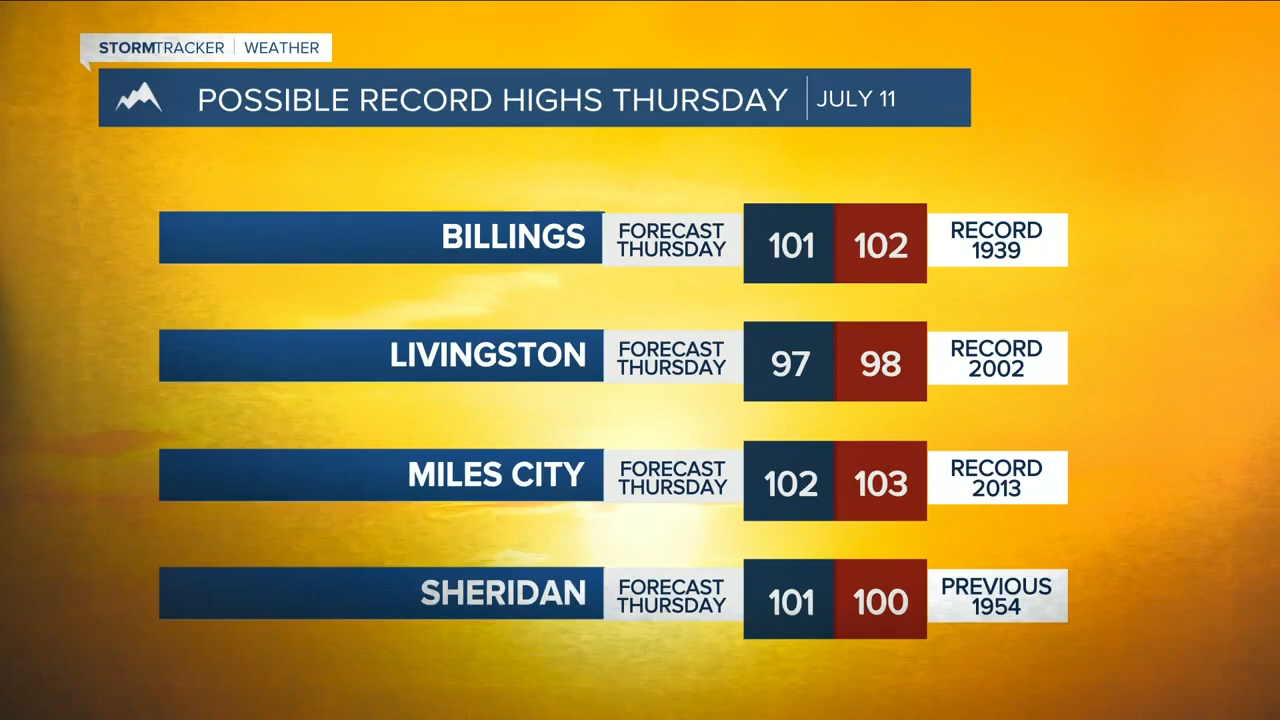 STORMTRACKER | WEATHER
POSSIBLE RECORD HIGHS THURSDAY | JULY 11
BILLINGS
FORECAST
THURSDAY
101
102
RECORD
1939
LIVINGSTON
FORECAST
THURSDAY
97
98
RECORD
2002
MILES CITY
FORECAST
THURSDAY
102
103
RECORD
2013
SHERIDAN
FORECAST
THURSDAY
101
100
PREVIOUS
1954